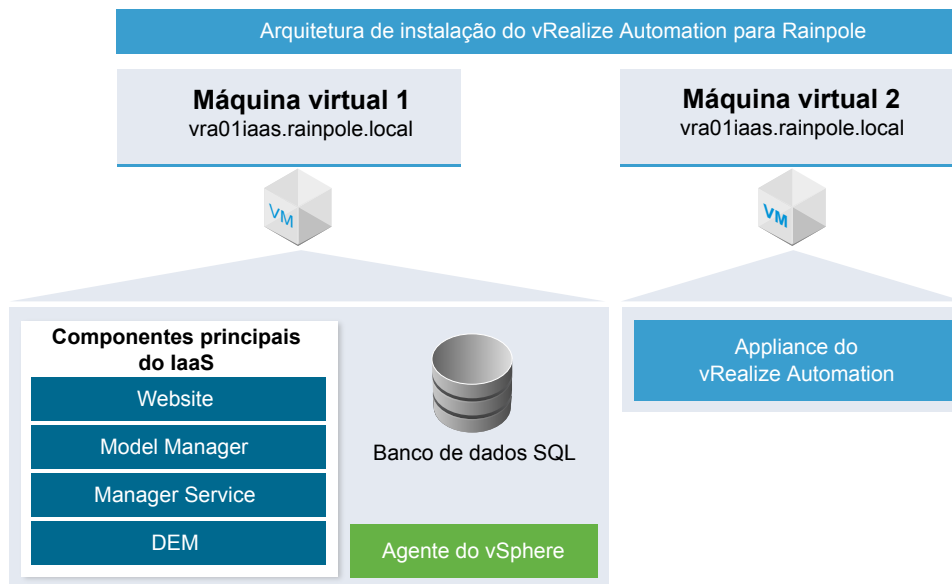 Arquitetura de instalação do vRealize Automation para Rainpole
Máquina virtual 1
vra01iaas.rainpole.local
Máquina virtual 2
vra01iaas.rainpole.local
VM
VM
Componentes principais
do IaaS
Website
Model Manager
Manager Service
DEM
Banco de dados SQL
Agente do vSphere
Appliance do
vRealize Automation